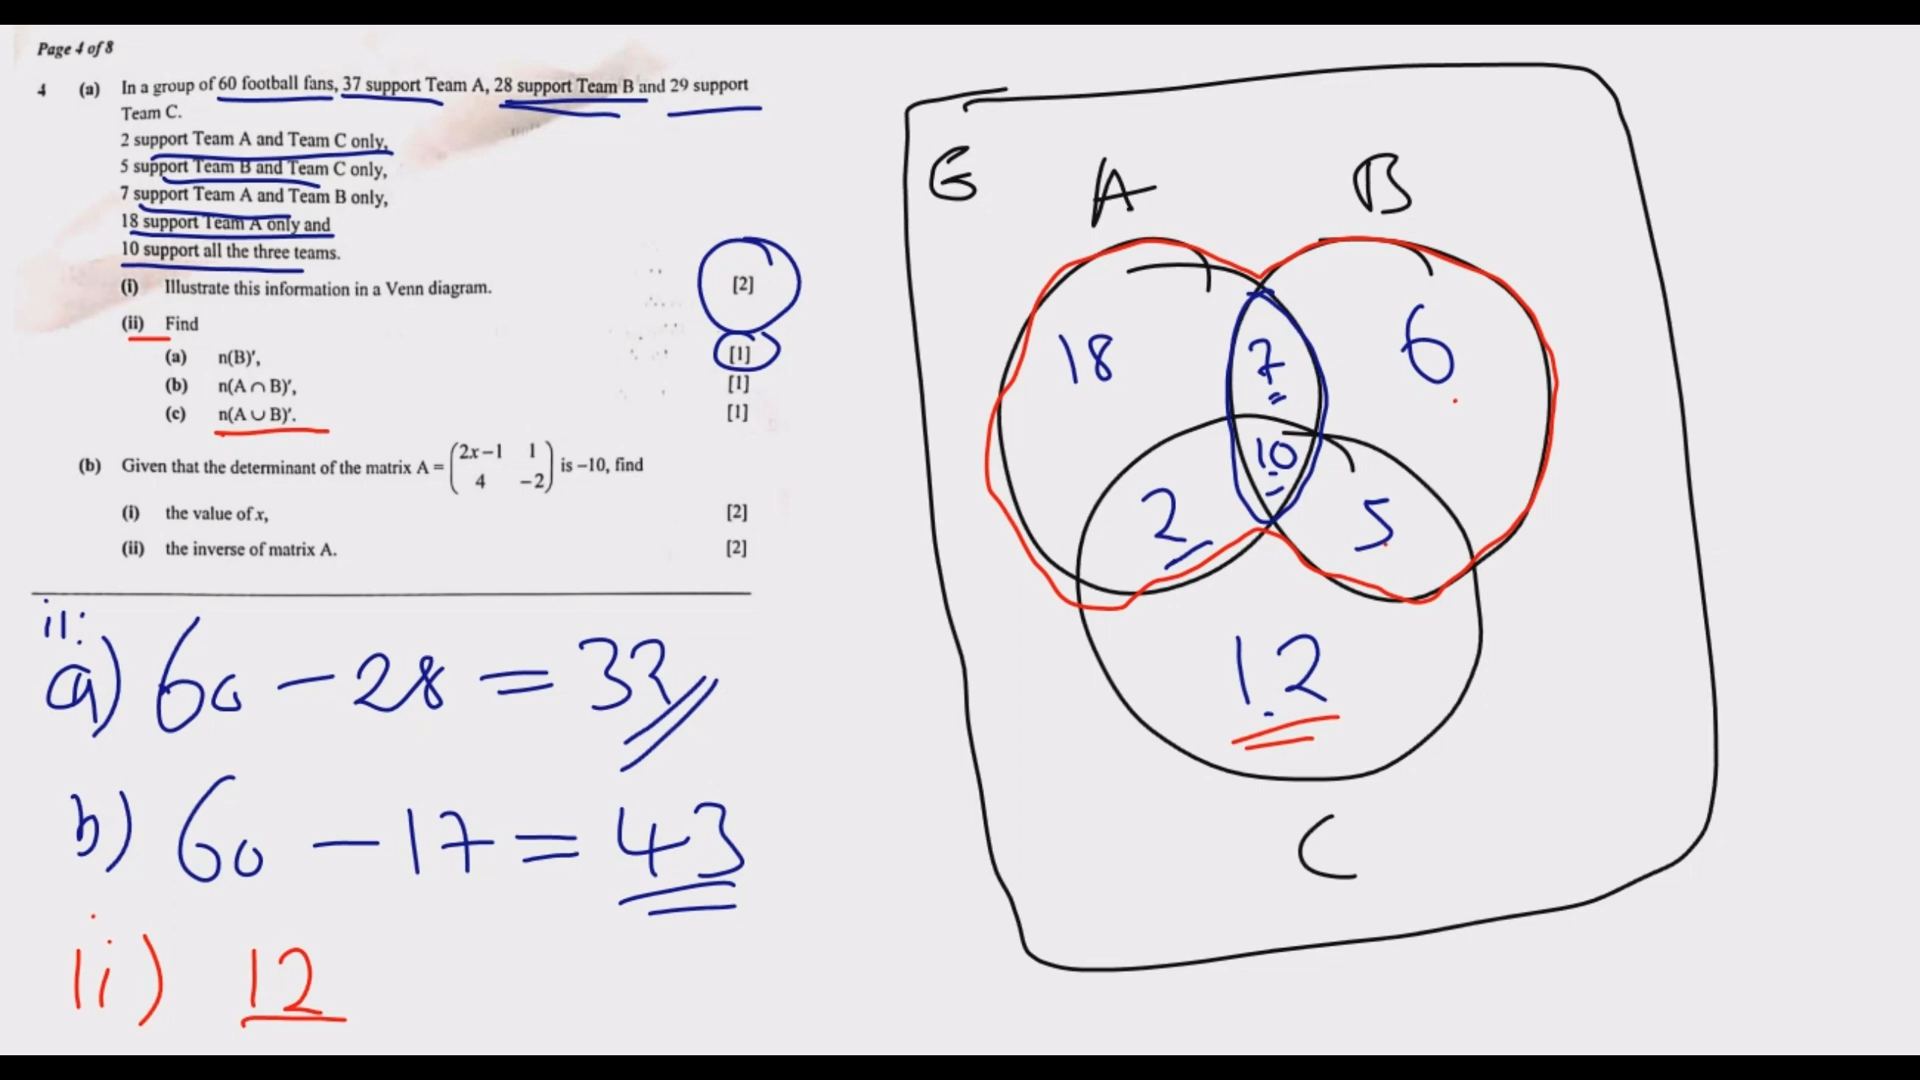 Page 4 of 8
4 (a) In a group of 60 football fans, 37 support Team A, 28 support Team B and 29 support
Team C.
2 support Team A and Team C only,
5 support Team B and Team C only,
7 support Team A and Team B only,
18 support Team A only and
10 support all the three teams.
(i) Illustrate this information in a Venn diagram. [2]
(ii) Find
(a) n(B)', [1]
(b) n(A ∩ B)', [1]
(c) n(A ∪ B)'. [1]
(b) Given that the determinant of the matrix A = (2x−1 1
4 −2) is −10, find
(i) the value of x, [2]
(ii) the inverse of matrix A. [2]
ii:
a) 60 − 28 = 32
b) 60 − 17 = 43
ii) 12
E A B
18 7 6
10
2 5
12
C